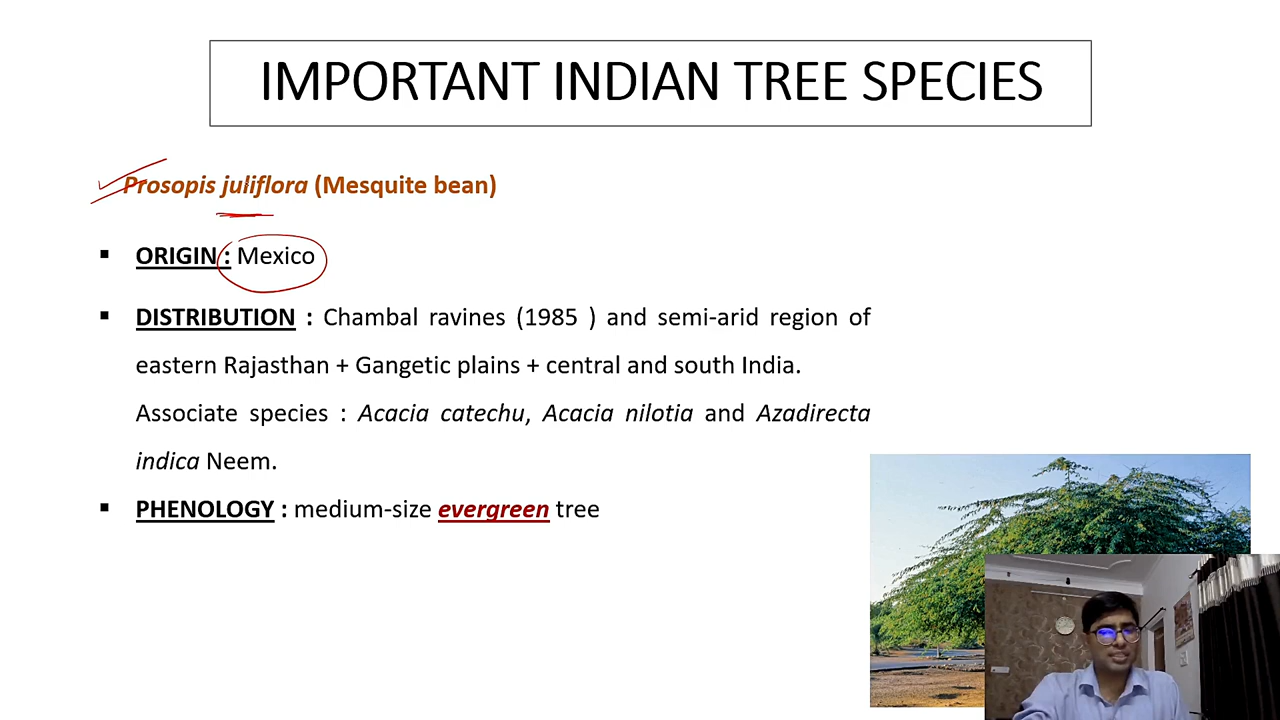 IMPORTANT INDIAN TREE SPECIES
Prosopis juliflora (Mesquite bean)
▪ ORIGIN : Mexico
▪ DISTRIBUTION : Chambal ravines (1985 ) and semi-arid region of
eastern Rajasthan + Gangetic plains + central and south India.
Associate species : Acacia catechu, Acacia nilotia and Azadirecta
indica Neem.
▪ PHENOLOGY : medium-size evergreen tree